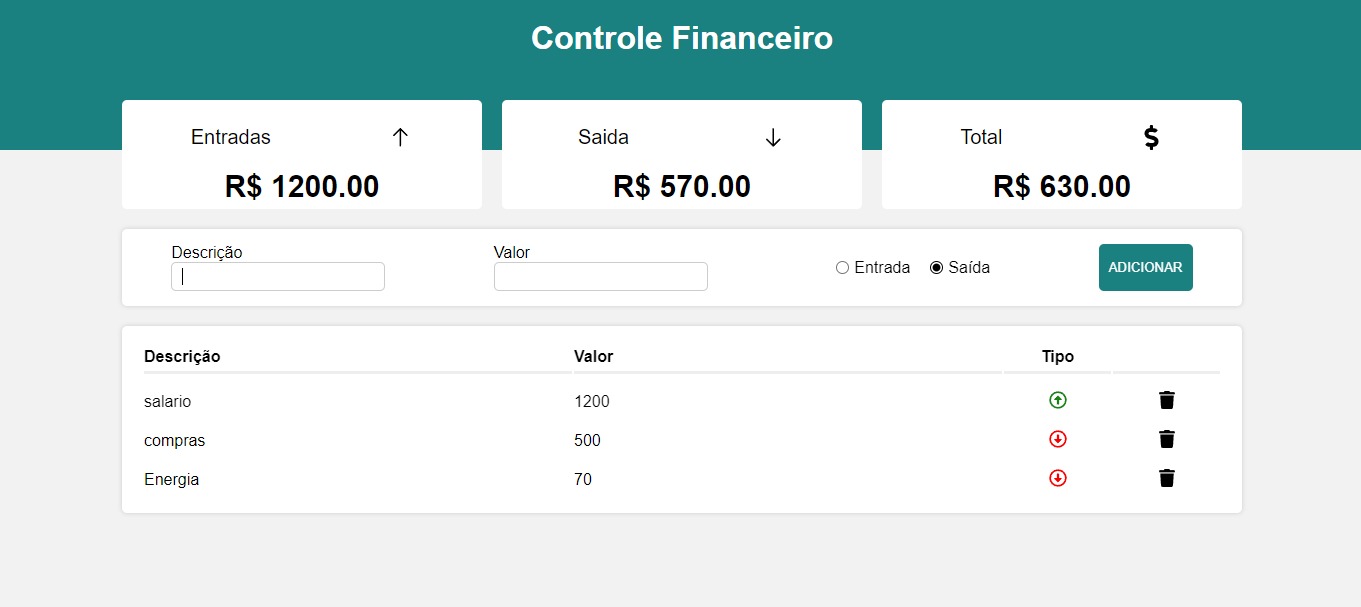 Controle Financeiro
Entradas
Saida
Total $
R$ 1200.00
R$ 570.00
R$ 630.00
Descrição
Valor
Entrada
Saída
ADICIONAR
Descrição Valor Tipo
salario 1200
compras 500
Energia 70